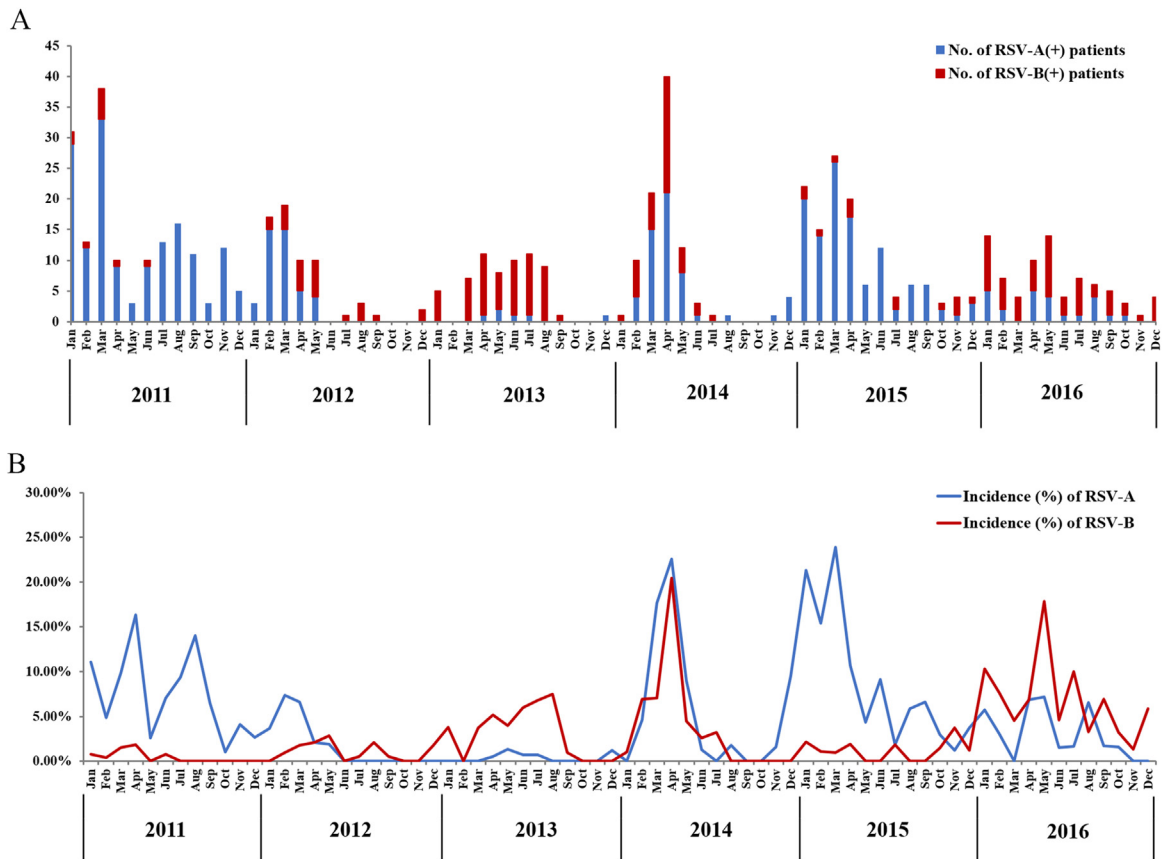 A
45
40
35
30
25
20
15
10
5
0
No. of RSV-A(+) patients
No. of RSV-B(+) patients
Jan Feb Mar Apr May Jun Jul Aug Sep Oct Nov Dec Jan Feb Mar Apr May Jun Jul Aug Sep Oct Nov Dec Jan Feb Mar Apr May Jun Jul Aug Sep Oct Nov Dec Jan Feb Mar Apr May Jun Jul Aug Sep Oct Nov Dec Jan Feb Mar Apr May Jun Jul Aug Sep Oct Nov Dec Jan Feb Mar Apr May Jun Jul Aug Sep Oct Nov Dec
2011 2012 2013 2014 2015 2016
B
30.00%
25.00%
20.00%
15.00%
10.00%
5.00%
0.00%
Incidence (%) of RSV-A
Incidence (%) of RSV-B
Jan Feb Mar Apr May Jun Jul Aug Sep Oct Nov Dec Jan Feb Mar Apr May Jun Jul Aug Sep Oct Nov Dec Jan Feb Mar Apr May Jun Jul Aug Sep Oct Nov Dec Jan Feb Mar Apr May Jun Jul Aug Sep Oct Nov Dec Jan Feb Mar Apr May Jun Jul Aug Sep Oct Nov Dec Jan Feb Mar Apr May Jun Jul Aug Sep Oct Nov Dec
2011 2012 2013 2014 2015 2016